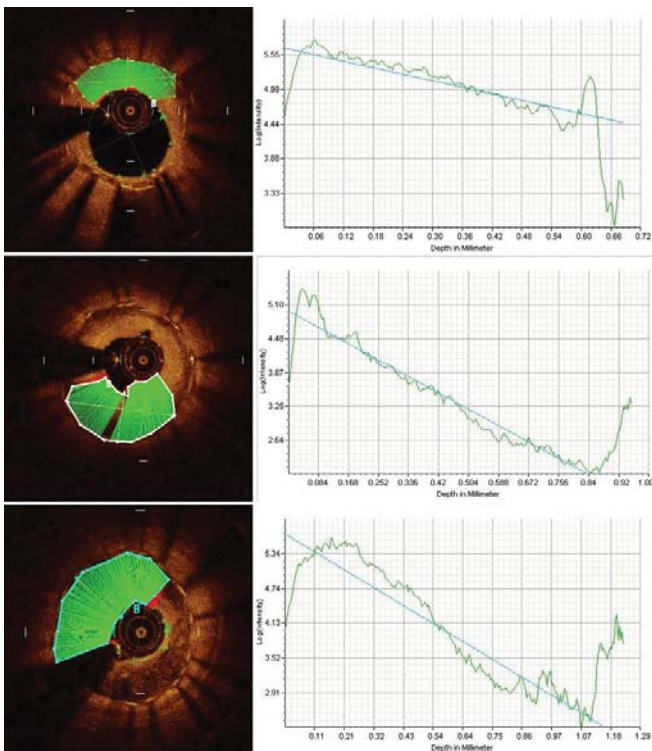 Log(Intensity)
5.55
4.99
4.44
3.88
3.33
0.06 0.12 0.18 0.24 0.30 0.36 0.42 0.48 0.54 0.60 0.66 0.72
Depth in Millimeter
Log(Intensity)
5.10
4.48
3.87
3.25
2.64
0.084 0.168 0.252 0.336 0.42 0.504 0.588 0.672 0.756 0.84 0.92 1.00
Depth in Millimeter
Log(Intensity)
5.34
4.74
4.13
3.52
2.91
0.11 0.21 0.32 0.43 0.54 0.64 0.75 0.86 0.97 1.07 1.18 1.29
Depth in Millimeter